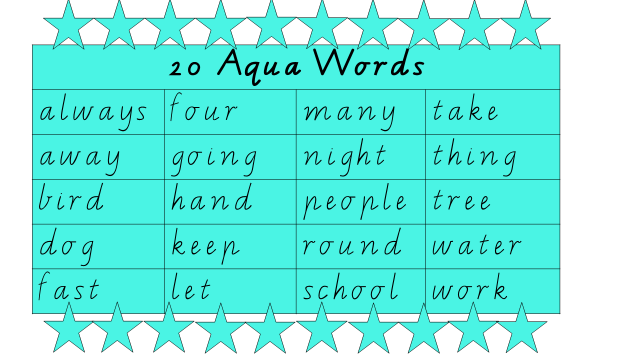 20 Aqua Words
always four many take
away going night thing
bird hand people tree
dog keep round water
fast let school work